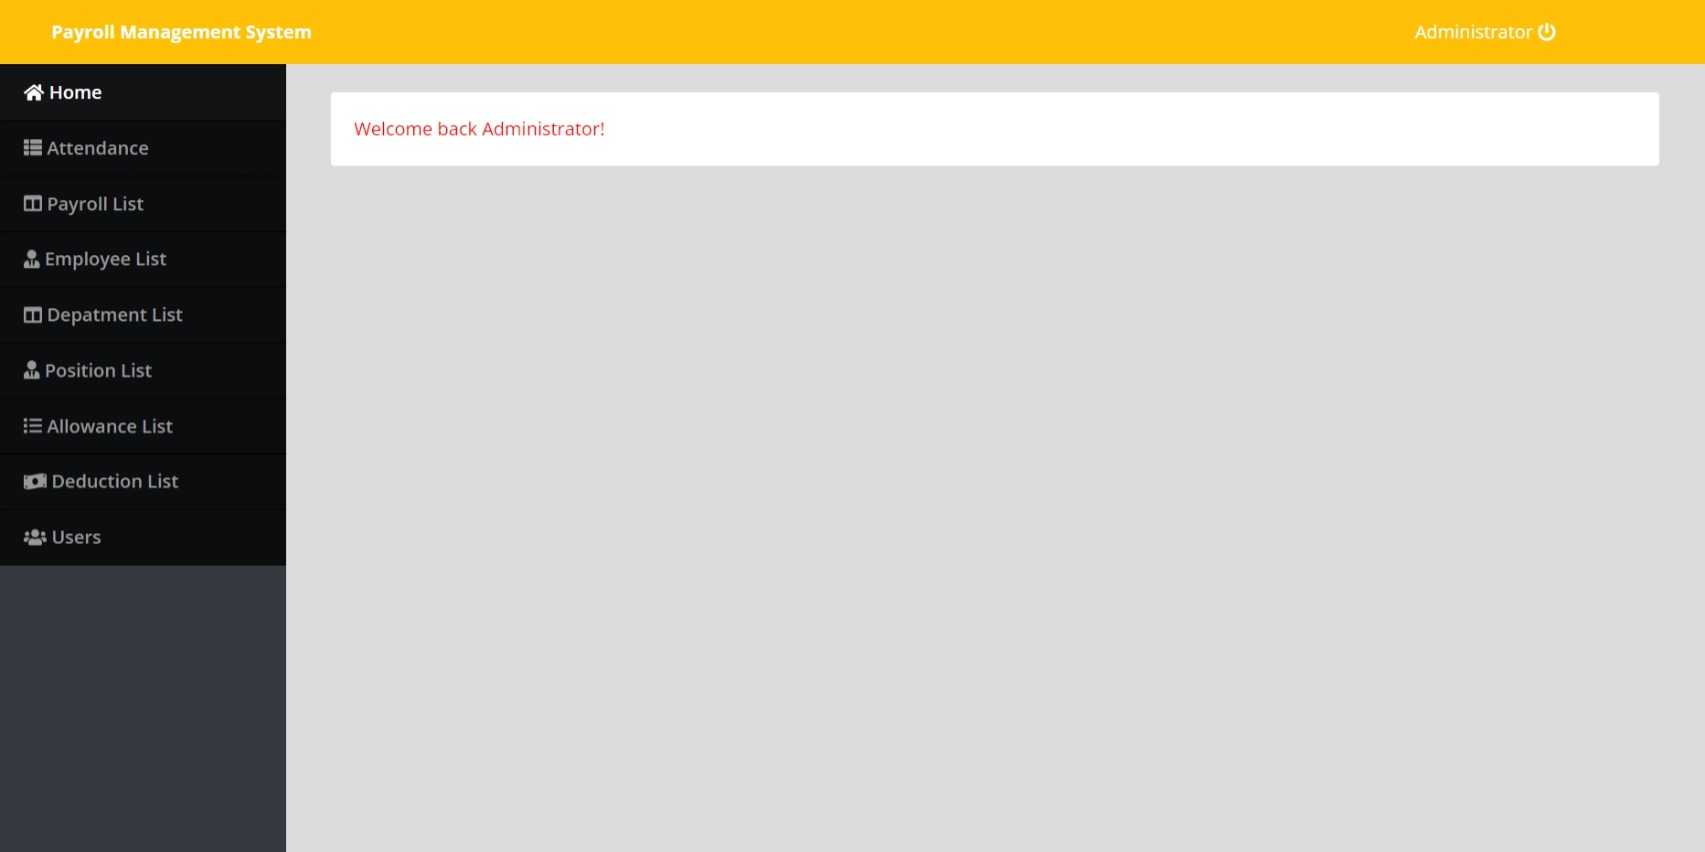 Payroll Management System
Administrator
Home
Attendance
Payroll List
Employee List
Depatment List
Position List
Allowance List
Deduction List
Users
Welcome back Administrator!